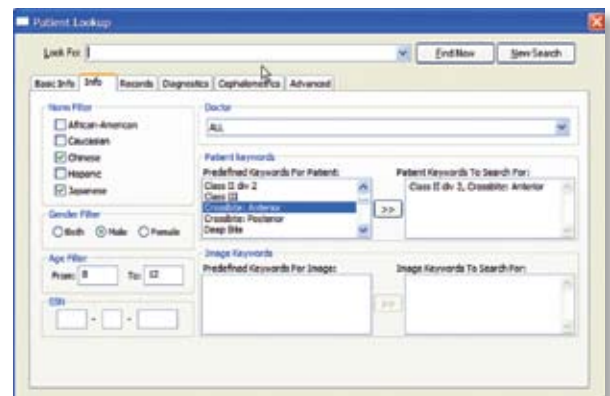 Patient Lookup
Look For
Find Now
New Search
Basic Info
Info
Records
Diagnostics
Cephalometrics
Advanced
Norm Filter
African-American
Caucasian
Chinese
Hispanic
Japanese
Gender Filter
Both
Male
Female
Age Filter
From: 8 To: 12
SSN
- -
Doctor
ALL
Patient Keywords
Predefined Keywords For Patient:
Class II div 2
Class III
Crossbite: Anterior
Crossbite: Posterior
Deep Bite
>>
Patient Keywords To Search For:
Class II div 2, Crossbite: Anterior
Image Keywords
Predefined Keywords For Image:
>>
Image Keywords To Search For: